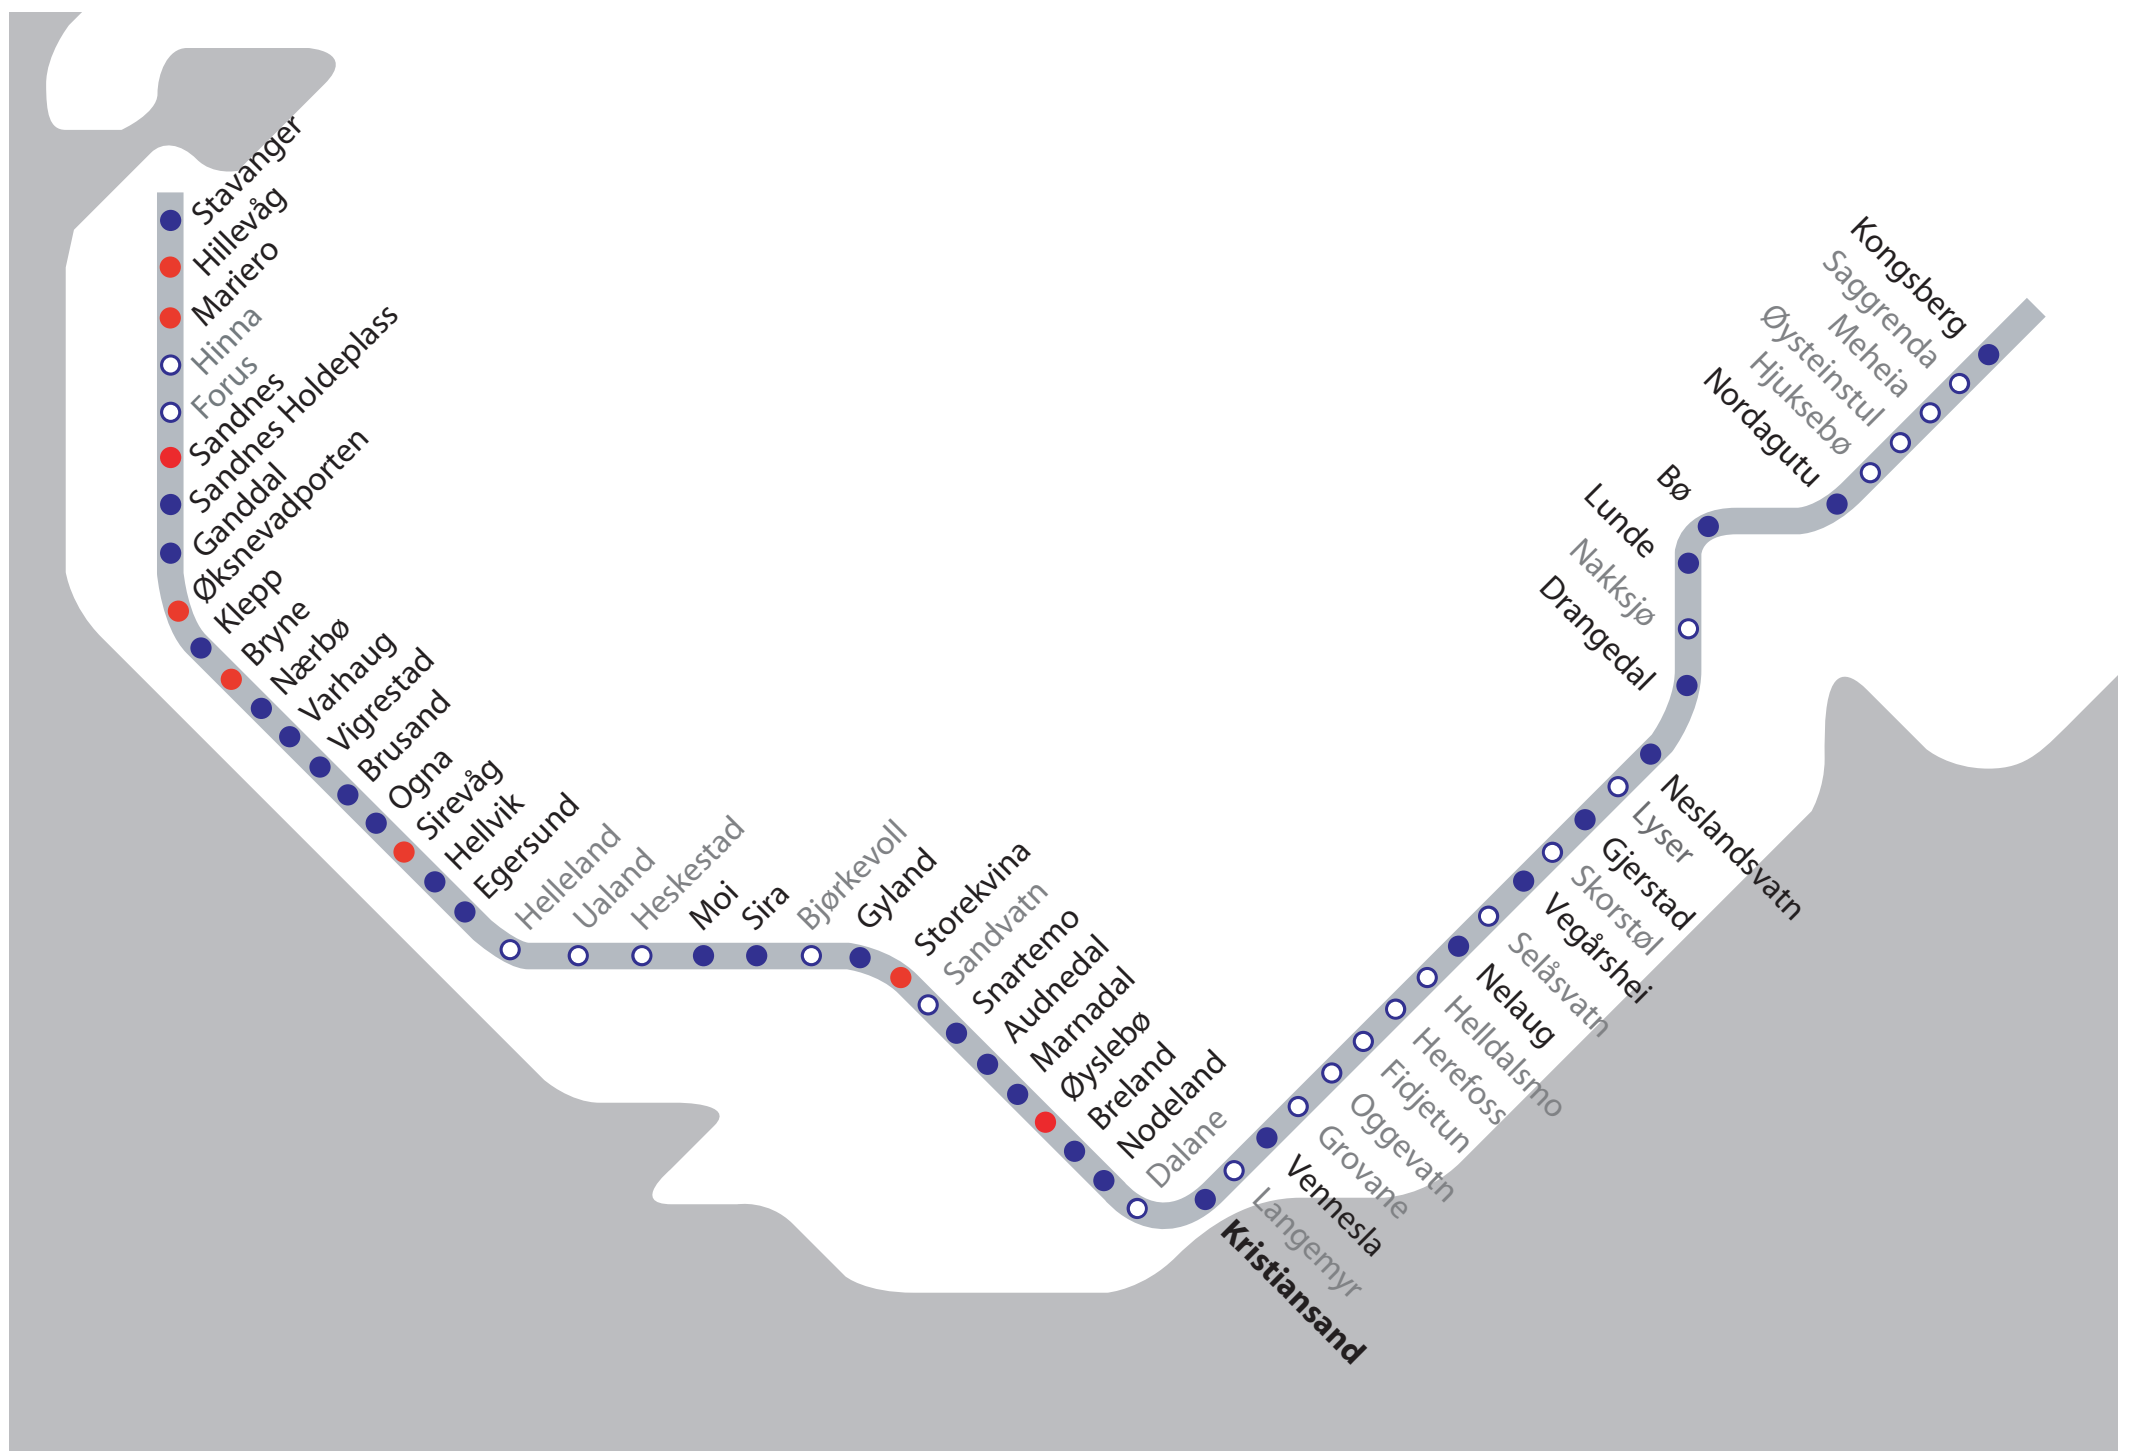 Stavanger
Hillevåg
Mariero
Hinna
Forus
Sandnes
Sandnes Holdeplass
Ganddal
Øksnevadporten
Klepp
Bryne
Nærbø
Varhaug
Vigrestad
Brusand
Ogna
Sirevåg
Hellvik
Egersund
Helleland
Ualand
Heskestad
Moi
Sira
Bjørkevoll
Gyland
Storekvina
Sandvatn
Snartemo
Audnedal
Marnadal
Øyslebø
Breland
Nodeland
Dalane
Kristiansand
Langemyr
Vennesla
Grovane
Oggevatn
Fidjetun
Herefoss
Helldalsmo
Nelaug
Selåsvatn
Vegårshei
Skorstøl
Gjerstad
Lyser
Neslandsvatn
Drangedal
Nakksjø
Lunde
Bø
Nordagutu
Hjuksebø
Øysteinstul
Meheia
Saggrenda
Kongsberg